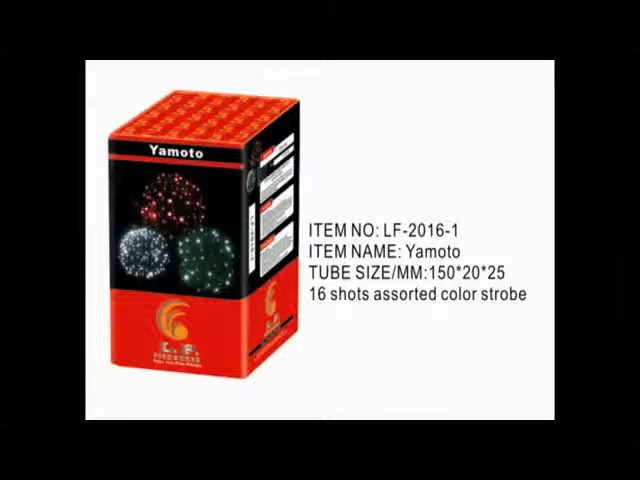 Yamoto
L. F.
FIREWORKS
ITEM NO: LF-2016-1
ITEM NAME: Yamoto
TUBE SIZE/MM:150*20*25
16 shots assorted color strobe